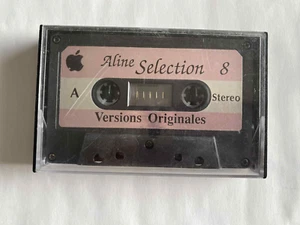 Aline Selection 8
A Stereo
Versions Originales